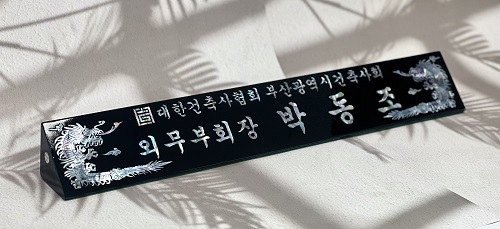 대한건축사협회 부산광역시건축사회
외무부회장 박동조